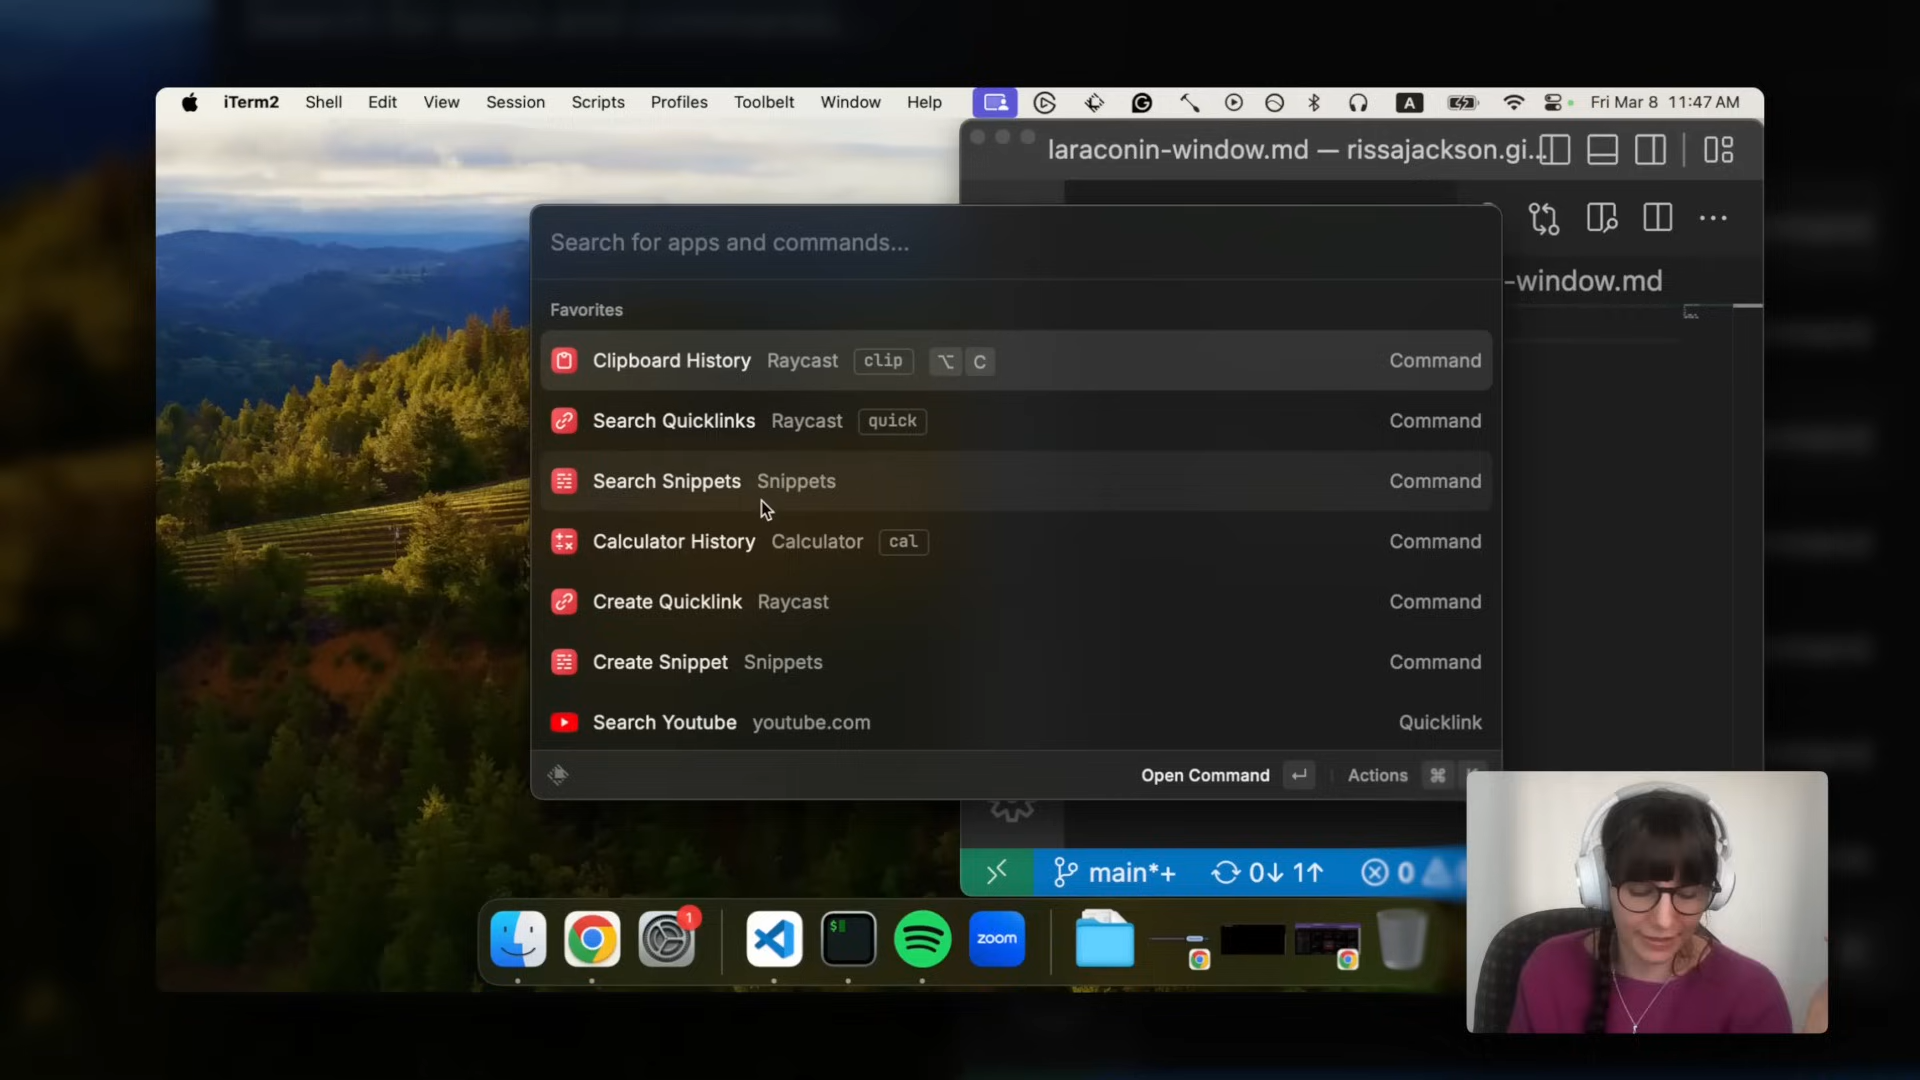 iTerm2 Shell Edit View Session Scripts Profiles Toolbelt Window Help A Fri Mar 8 11:47 AM
laraconin-window.md — rissajackson.gi...
Search for apps and commands...
-window.md
Favorites
Clipboard History Raycast clip ⌥ C Command
Search Quicklinks Raycast quick Command
Search Snippets Snippets Command
Calculator History Calculator cal Command
Create Quicklink Raycast Command
Create Snippet Snippets Command
Search Youtube youtube.com Quicklink
Open Command ↵ Actions ⌘
main*+ 0↓ 1↑ 0
1
$
zoom